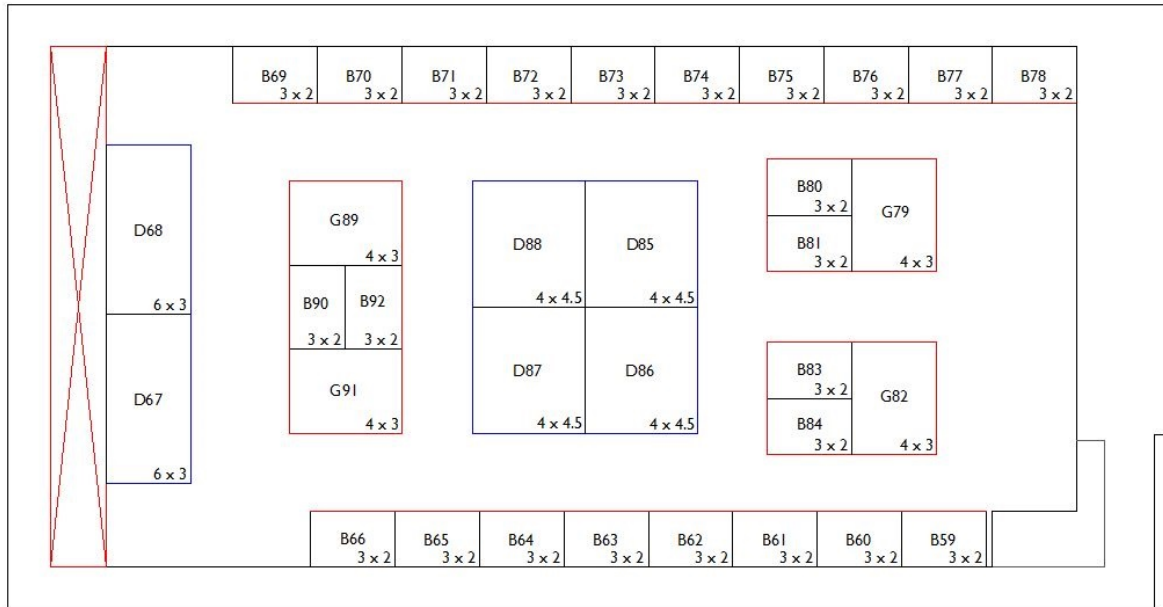 B69 B70 B71 B72 B73 B74 B75 B76 B77 B78
3 x 2 3 x 2 3 x 2 3 x 2 3 x 2 3 x 2 3 x 2 3 x 2 3 x 2 3 x 2
D68
6 x 3
D67
6 x 3
G89
4 x 3
B90 B92
3 x 2 3 x 2
G91
4 x 3
D88 D85
4 x 4.5 4 x 4.5
D87 D86
4 x 4.5 4 x 4.5
B80
3 x 2
G79
4 x 3
B81
3 x 2
B83
3 x 2
G82
4 x 3
B84
3 x 2
B66 B65 B64 B63 B62 B61 B60 B59
3 x 2 3 x 2 3 x 2 3 x 2 3 x 2 3 x 2 3 x 2 3 x 2